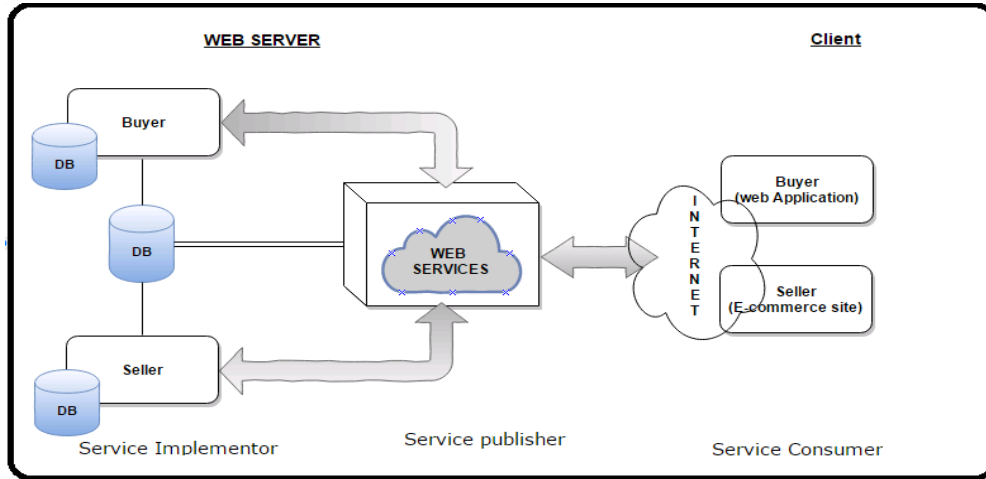 WEB SERVER
Client
Buyer
DB
DB
WEB
SERVICES
INTERNET
Buyer
(web Application)
Seller
(E-commerce site)
Seller
DB
Service Implementor
Service publisher
Service Consumer